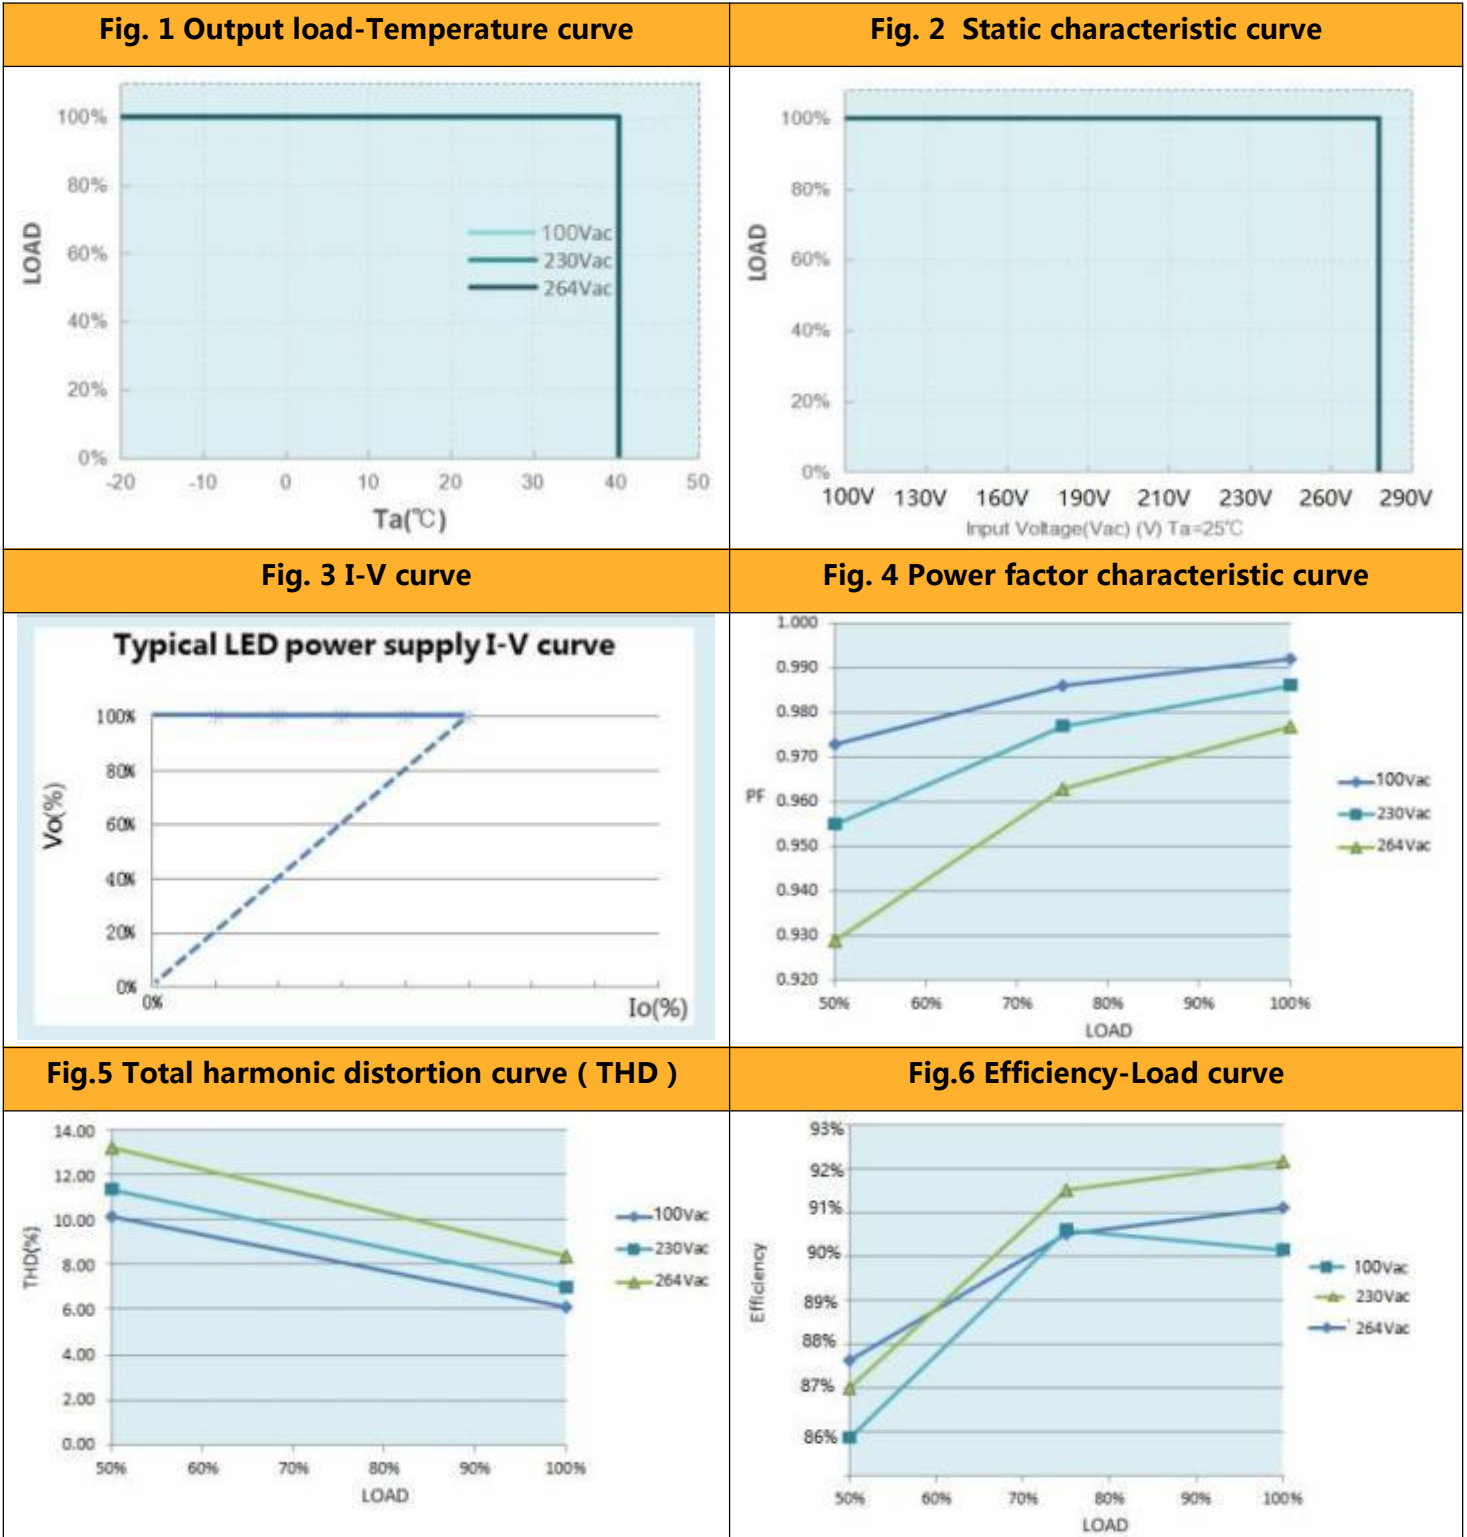 Fig. 1 Output load-Temperature curve
Fig. 2 Static characteristic curve
100%
80%
60%
40%
20%
0%
LOAD
100Vac
230Vac
264Vac
-20 -10 0 10 20 30 40 50
Ta(℃)
100%
80%
60%
40%
20%
0%
LOAD
100V 130V 160V 190V 210V 230V 260V 290V
Input Voltage(Vac) (V) Ta=25℃
Fig. 3 I-V curve
Fig. 4 Power factor characteristic curve
Typical LED power supply I-V curve
100%
80%
60%
40%
20%
0%
Vo(%)
0%
Io(%)
1.000
0.990
0.980
0.970
0.960
0.950
0.940
0.930
0.920
PF
100Vac
230Vac
264Vac
50% 60% 70% 80% 90% 100%
LOAD
Fig.5 Total harmonic distortion curve ( THD )
Fig.6 Efficiency-Load curve
14.00
12.00
10.00
8.00
6.00
4.00
2.00
0.00
THD(%)
100Vac
230Vac
264Vac
50% 60% 70% 80% 90% 100%
LOAD
93%
92%
91%
90%
89%
88%
87%
86%
Efficiency
100Vac
230Vac
264Vac
50% 60% 70% 80% 90% 100%
LOAD